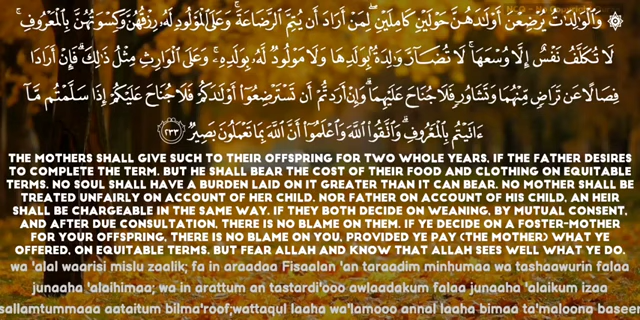 ۞ وَٱلْوَٰلِدَٰتُ يُرْضِعْنَ أَوْلَٰدَهُنَّ حَوْلَيْنِ كَامِلَيْنِ ۖ لِمَنْ أَرَادَ أَن يُتِمَّ ٱلرَّضَاعَةَ ۚ وَعَلَى ٱلْمَوْلُودِ لَهُۥ رِزْقُهُنَّ وَكِسْوَتُهُنَّ بِٱلْمَعْرُوفِ ۚ
لَا تُكَلَّفُ نَفْسٌ إِلَّا وُسْعَهَا ۚ لَا تُضَآرَّ وَٰلِدَةٌۢ بِوَلَدِهَا وَلَا مَوْلُودٌ لَّهُۥ بِوَلَدِهِۦ ۚ وَعَلَى ٱلْوَارِثِ مِثْلُ ذَٰلِكَ ۗ فَإِنْ أَرَادَا
فِصَالًا عَن تَرَاضٍ مِّنْهُمَا وَتَشَاوُرٍ فَلَا جُنَاحَ عَلَيْهِمَا ۗ وَإِنْ أَرَدتُّمْ أَن تَسْتَرْضِعُوٓا۟ أَوْلَٰدَكُمْ فَلَا جُنَاحَ عَلَيْكُمْ إِذَا سَلَّمْتُم مَّآ
ءَاتَيْتُم بِٱلْمَعْرُوفِ ۗ وَٱتَّقُوا۟ ٱللَّهَ وَٱعْلَمُوٓا۟ أَنَّ ٱللَّهَ بِمَا تَعْمَلُونَ بَصِيرٌ ٢٣٣
THE MOTHERS SHALL GIVE SUCH TO THEIR OFFSPRING FOR TWO WHOLE YEARS, IF THE FATHER DESIRES
TO COMPLETE THE TERM. BUT HE SHALL BEAR THE COST OF THEIR FOOD AND CLOTHING ON EQUITABLE
TERMS. NO SOUL SHALL HAVE A BURDEN LAID ON IT GREATER THAN IT CAN BEAR. NO MOTHER SHALL BE
TREATED UNFAIRLY ON ACCOUNT OF HER CHILD. NOR FATHER ON ACCOUNT OF HIS CHILD, AN HEIR
SHALL BE CHARGEABLE IN THE SAME WAY. IF THEY BOTH DECIDE ON WEANING, BY MUTUAL CONSENT,
AND AFTER DUE CONSULTATION, THERE IS NO BLAME ON THEM. IF YE DECIDE ON A FOSTER-MOTHER
FOR YOUR OFFSPRING, THERE IS NO BLAME ON YOU, PROVIDED YE PAY (THE MOTHER) WHAT YE
OFFERED, ON EQUITABLE TERMS. BUT FEAR ALLAH AND KNOW THAT ALLAH SEES WELL WHAT YE DO.
wa 'alal waarisi mislu zaalik; fa in araadaa Fisaalan 'an taraadim minhumaa wa tashaawurin falaa
junaaha 'alaihimaa; wa in arattum an tastardi'ooo awlaadakum falaa junaaha 'alaikum izaa
sallamtummaaa aataitum bilma'roof;wattaqul laaha wa'lamooo annal laaha bimaa ta'maloona baseer